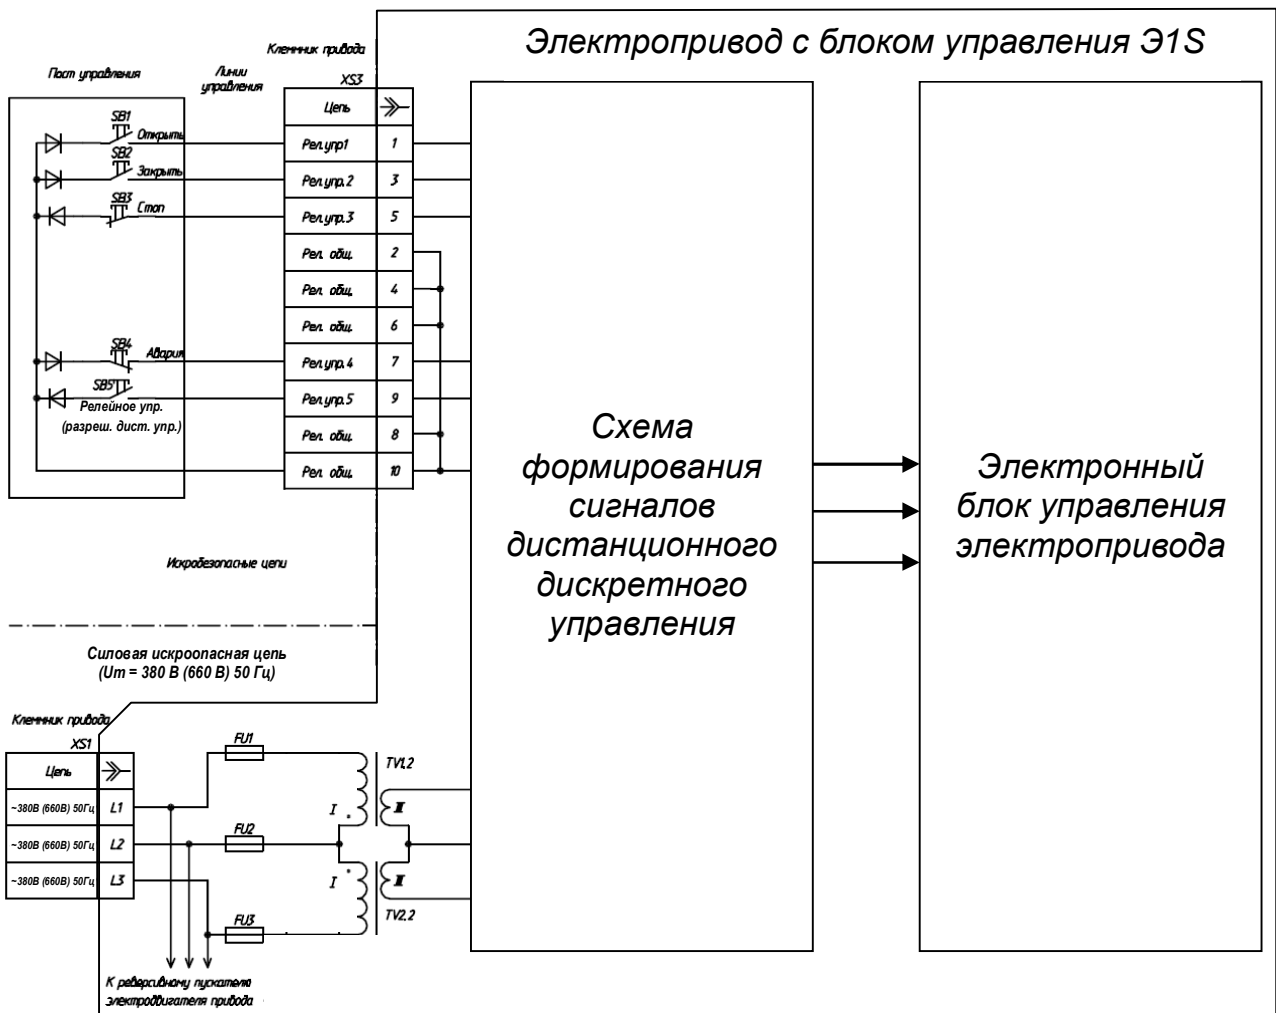 Электропривод с блоком управления Э1S
Клеммник привода
Пост управления
Линии
управления
XS3
Цепь
SB1
Открыть
Рел.упр1
1
SB2
Закрыть
Рел.упр.2
3
SB3
Стоп
Рел.упр.3
5
Рел. общ.
2
Рел. общ.
4
Рел. общ.
6
SB4
Авария
Рел.упр.4
7
SB5
Релейное упр.
(разреш. дист. упр.)
Рел.упр.5
9
Рел. общ.
8
Рел. общ.
10
Схема
формирования
сигналов
дистанционного
дискретного
управления
Электронный
блок управления
электропривода
Искробезопасные цепи
Силовая искроопасная цепь
(Um = 380 В (660 В) 50 Гц)
Клеммник привода
XS1
Цепь
~380В (660В) 50Гц
L1
~380В (660В) 50Гц
L2
~380В (660В) 50Гц
L3
FU1
FU2
FU3
TV1.2
I
II
I
II
TV2.2
К реверсивному пускателю
электродвигателя привода